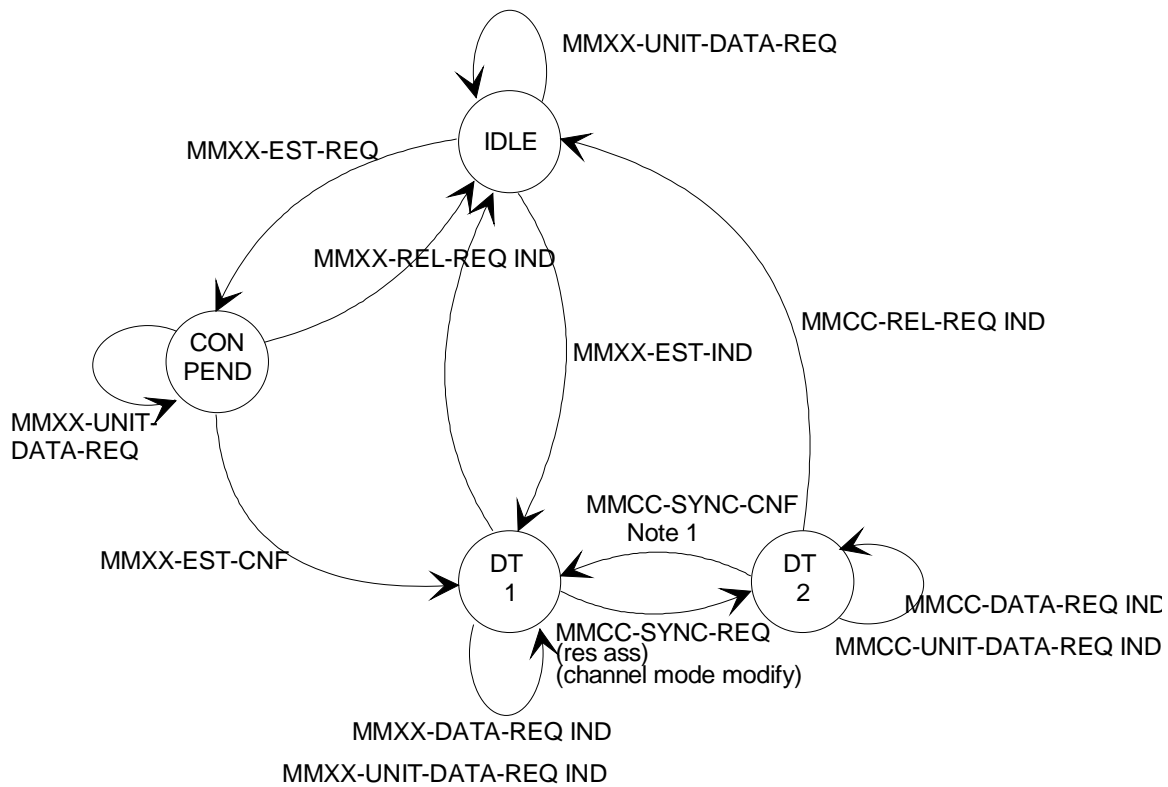 MMXX-UNIT-DATA-REQ
IDLE
MMXX-EST-REQ
MMXX-REL-REQ IND
MMCC-REL-REQ IND
CON
PEND
MMXX-EST-IND
MMXX-UNIT-
DATA-REQ
MMCC-SYNC-CNF
Note 1
MMXX-EST-CNF
DT
1
DT
2
MMCC-DATA-REQ IND
MMCC-SYNC-REQ
(res ass)
(channel mode modify)
MMCC-UNIT-DATA-REQ IND
MMXX-DATA-REQ IND
MMXX-UNIT-DATA-REQ IND